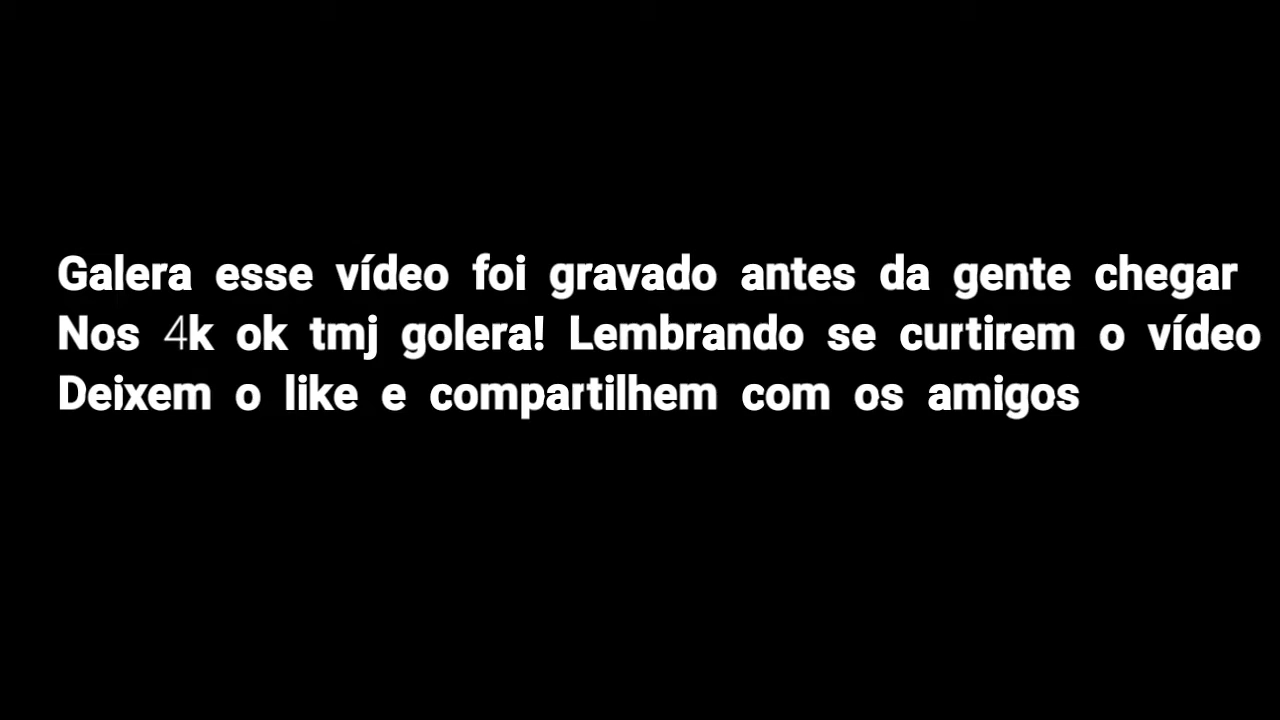 Galera esse vídeo foi gravado antes da gente chegar
Nos 4k ok tmj golera! Lembrando se curtirem o vídeo
Deixem o like e compartilhem com os amigos